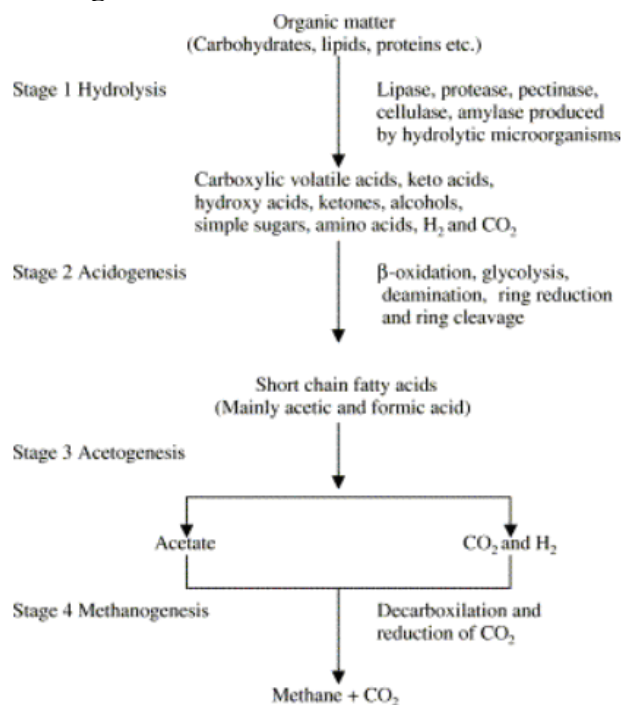 Organic matter
(Carbohydrates, lipids, proteins etc.)
Stage 1 Hydrolysis
Lipase, protease, pectinase,
cellulase, amylase produced
by hydrolytic microorganisms
Carboxylic volatile acids, keto acids,
hydroxy acids, ketones, alcohols,
simple sugars, amino acids, H₂ and CO₂
Stage 2 Acidogenesis
β-oxidation, glycolysis,
deamination, ring reduction
and ring cleavage
Short chain fatty acids
(Mainly acetic and formic acid)
Stage 3 Acetogenesis
Acetate
CO₂ and H₂
Stage 4 Methanogenesis
Decarboxilation and
reduction of CO₂
Methane + CO₂